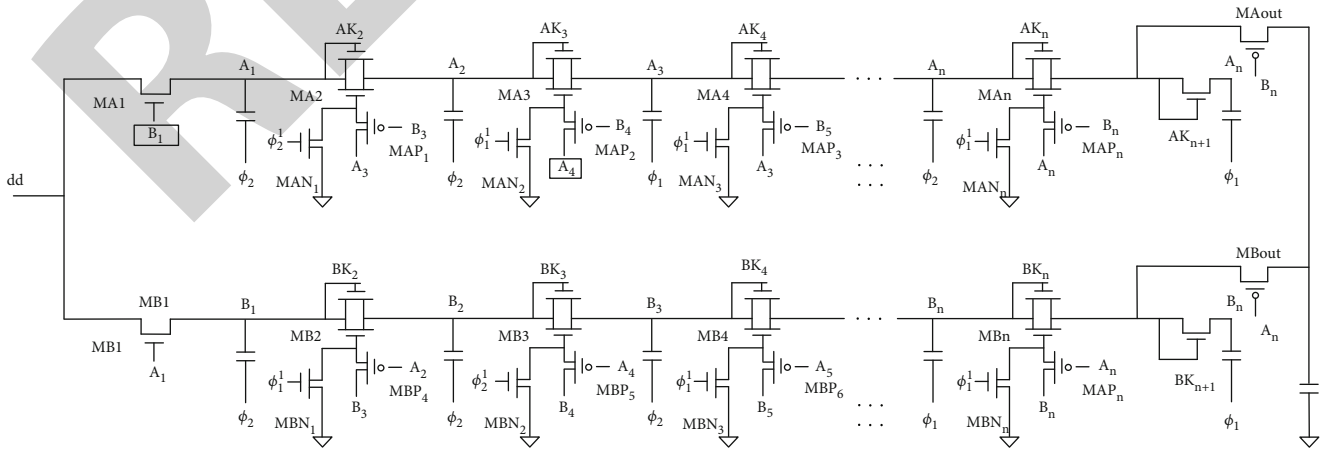 MAout
AK₂ AK₃ AK₄ AKₙ
A₁ A₂ A₃ Aₙ Aₙ
. . .
Bₙ
MA1 MA2 MA3 MA4 MAn
B₁ ϕ₂¹ B₃ ϕ₁¹ B₄ ϕ₁¹ B₅ ϕ₁¹ Bₙ AKₙ₊₁
MAP₁ MAP₂ MAP₃ MAPₙ
ϕ₂ A₃ ϕ₂ A₄ ϕ₁ A₃ ϕ₂ Aₙ ϕ₁
MAN₁ MAN₂ MAN₃ MANₙ
. . .
. . .
dd
MBout
BK₂ BK₃ BK₄ BKₙ
MB1 B₁ B₂ B₃ Bₙ Bₙ
. . .
Aₙ
MB1 MB2 MB3 MB4 MBn
A₁ ϕ₁¹ A₂ ϕ₂¹ A₄ ϕ₁¹ A₅ ϕ₁¹ Aₙ BKₙ₊₁
MBP₄ MBP₅ MBP₆ MAPₙ
ϕ₂ B₃ ϕ₂ B₄ ϕ₂ B₅ ϕ₁ Bₙ ϕ₁
MBN₁ MBN₂ MBN₃ MBNₙ
. . .
. . .